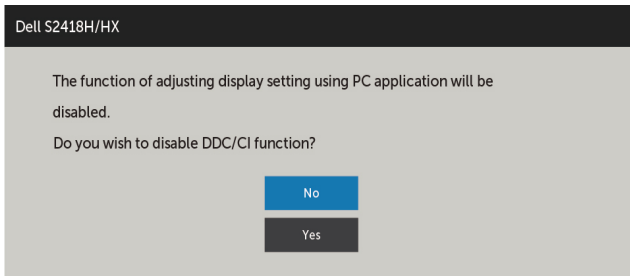 Dell S2418H/HX
The function of adjusting display setting using PC application will be
disabled.
Do you wish to disable DDC/CI function?
No
Yes